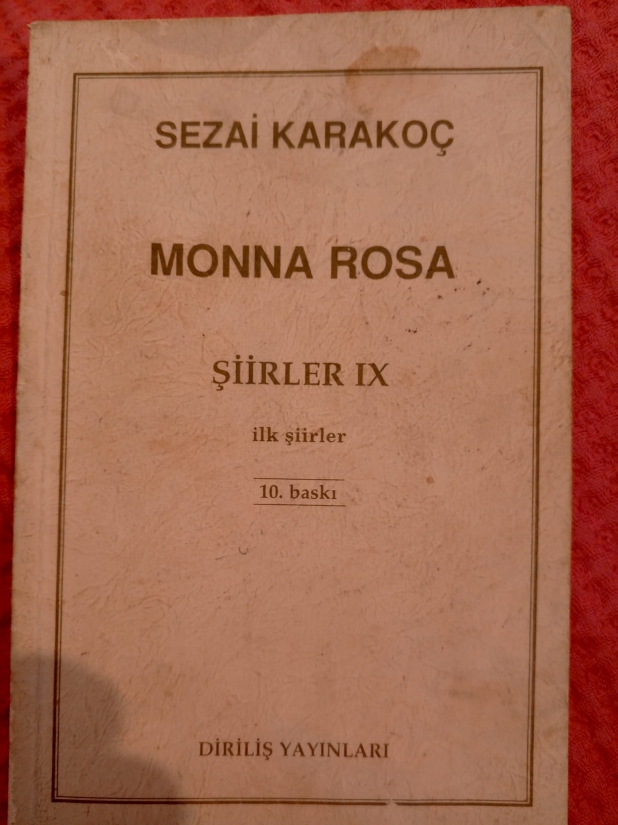 SEZAİ KARAKOÇ
MONNA ROSA
ŞİİRLER IX
ilk şiirler
10. baskı
DİRİLİŞ YAYINLARI